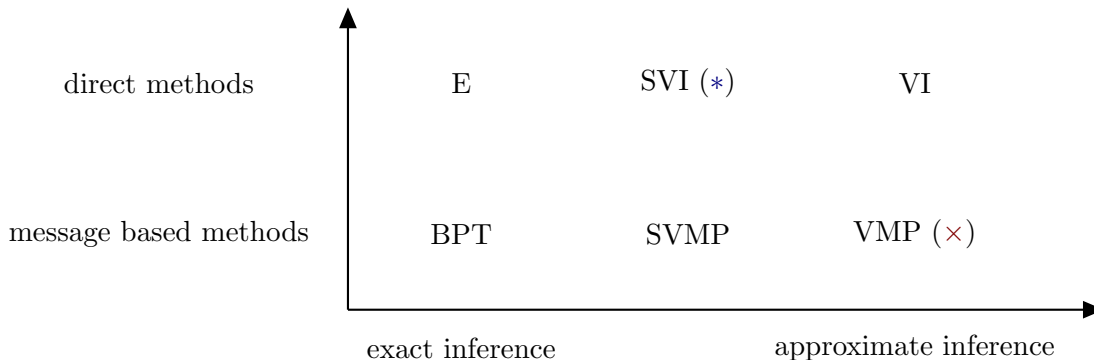 direct methods E SVI (∗) VI
message based methods BPT SVMP VMP (×)
exact inference approximate inference